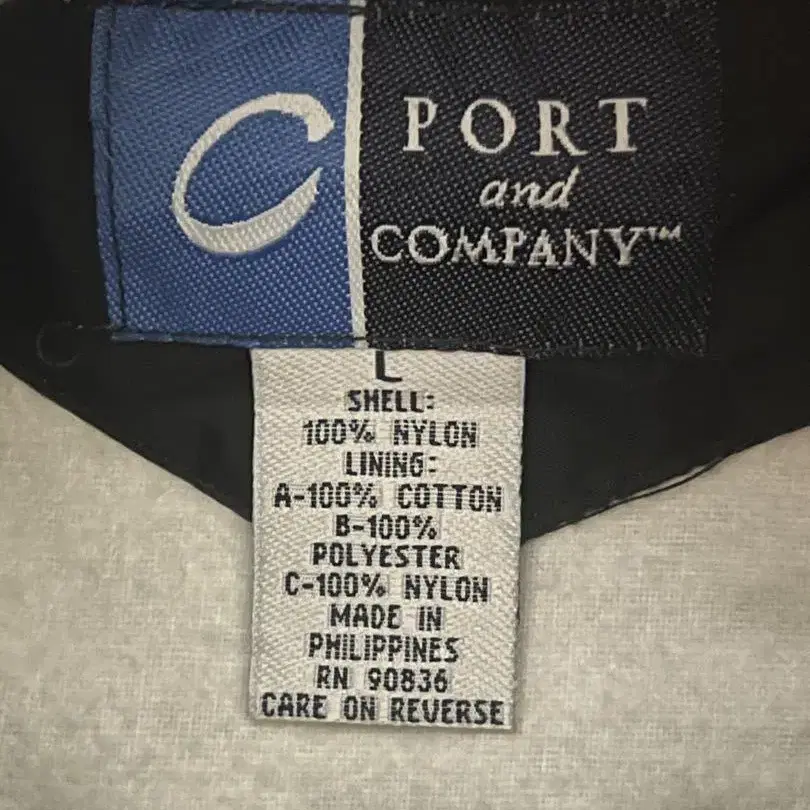 C
PORT
and
COMPANY™
L
SHELL:
100% NYLON
LINING:
A-100% COTTON
B-100%
POLYESTER
C-100% NYLON
MADE IN
PHILIPPINES
RN 90836
CARE ON REVERSE